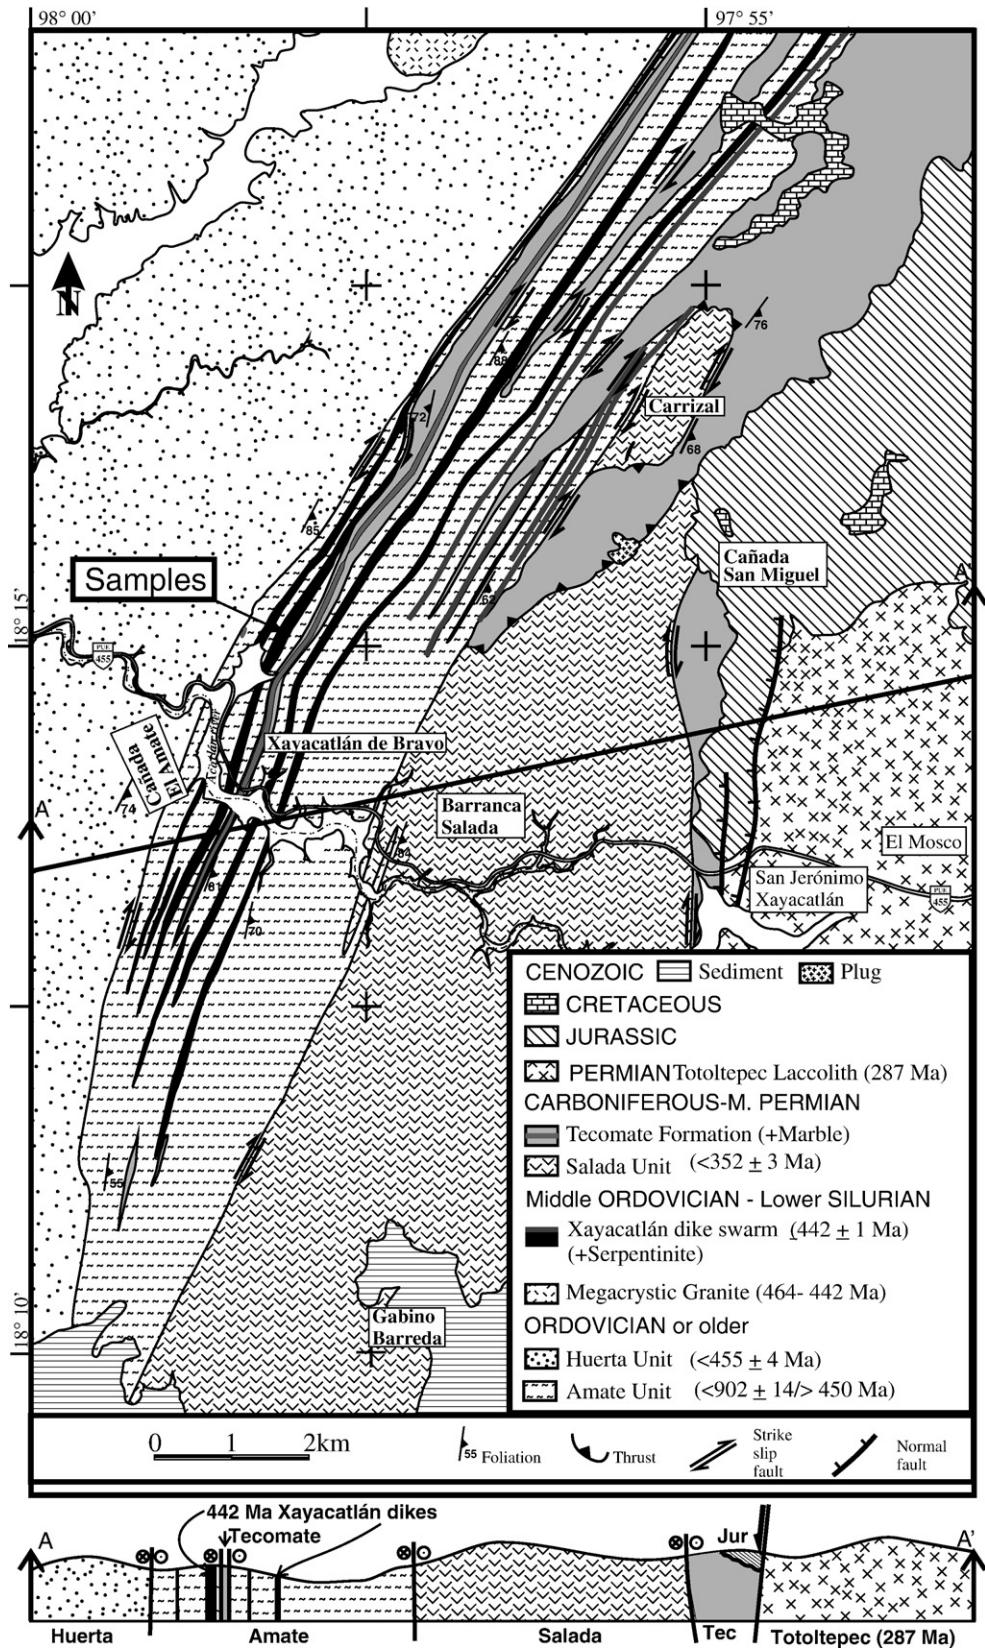 98° 00'
97° 55'
N
76
88
72
Carrizal
68
85
Samples
Cañada
San Miguel
A'
62
18° 15'
PUE
455
Cañada
El Amate
Acatlán river
Xayacatlán de Bravo
74
A
Barranca
Salada
El Mosco
84
81
San Jerónimo
Xayacatlán
PUE
455
70
55
Gabino
Barreda
18° 10'
CENOZOIC Sediment Plug
CRETACEOUS
JURASSIC
PERMIAN Totoltepec Laccolith (287 Ma)
CARBONIFEROUS-M. PERMIAN
Tecomate Formation (+Marble)
Salada Unit (<352 ± 3 Ma)
Middle ORDOVICIAN - Lower SILURIAN
Xayacatlán dike swarm (442 ± 1 Ma)
(+Serpentinite)
Megacrystic Granite (464- 442 Ma)
ORDOVICIAN or older
Huerta Unit (<455 ± 4 Ma)
Amate Unit (<902 ± 14/> 450 Ma)
0 1 2km
55 Foliation
Thrust
Strike
slip
fault
Normal
fault
442 Ma Xayacatlán dikes
Tecomate
Jur
A
A'
Huerta Amate Salada Tec Totoltepec (287 Ma)